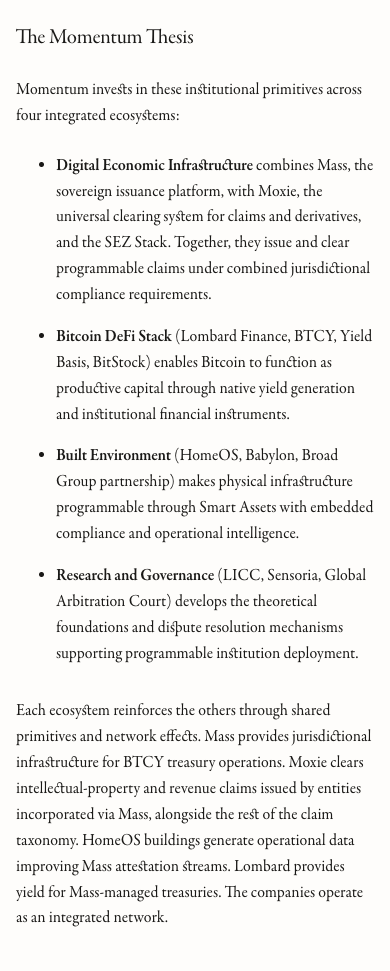 The Momentum Thesis
Momentum invests in these institutional primitives across
four integrated ecosystems:
• Digital Economic Infrastructure combines Mass, the
sovereign issuance platform, with Moxie, the
universal clearing system for claims and derivatives,
and the SEZ Stack. Together, they issue and clear
programmable claims under combined jurisdictional
compliance requirements.
• Bitcoin DeFi Stack (Lombard Finance, BTCY, Yield
Basis, BitStock) enables Bitcoin to function as
productive capital through native yield generation
and institutional financial instruments.
• Built Environment (HomeOS, Babylon, Broad
Group partnership) makes physical infrastructure
programmable through Smart Assets with embedded
compliance and operational intelligence.
• Research and Governance (LICC, Sensoria, Global
Arbitration Court) develops the theoretical
foundations and dispute resolution mechanisms
supporting programmable institution deployment.
Each ecosystem reinforces the others through shared
primitives and network effects. Mass provides jurisdictional
infrastructure for BTCY treasury operations. Moxie clears
intellectual-property and revenue claims issued by entities
incorporated via Mass, alongside the rest of the claim
taxonomy. HomeOS buildings generate operational data
improving Mass attestation streams. Lombard provides
yield for Mass-managed treasuries. The companies operate
as an integrated network.